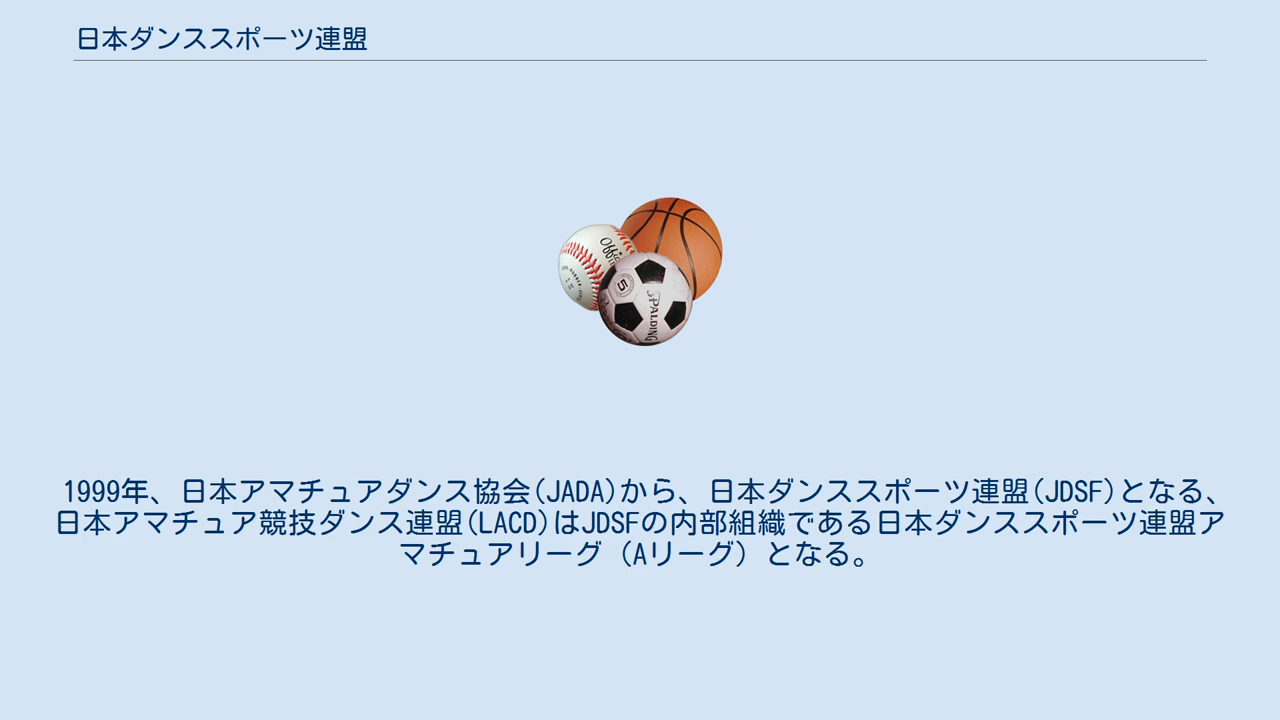 日本ダンススポーツ連盟
Offic
5
SPALDING
1999年、日本アマチュアダンス協会(JADA)から、日本ダンススポーツ連盟(JDSF)となる、
日本アマチュア競技ダンス連盟(LACD)はJDSFの内部組織である日本ダンススポーツ連盟ア
マチュアリーグ（Aリーグ）となる。